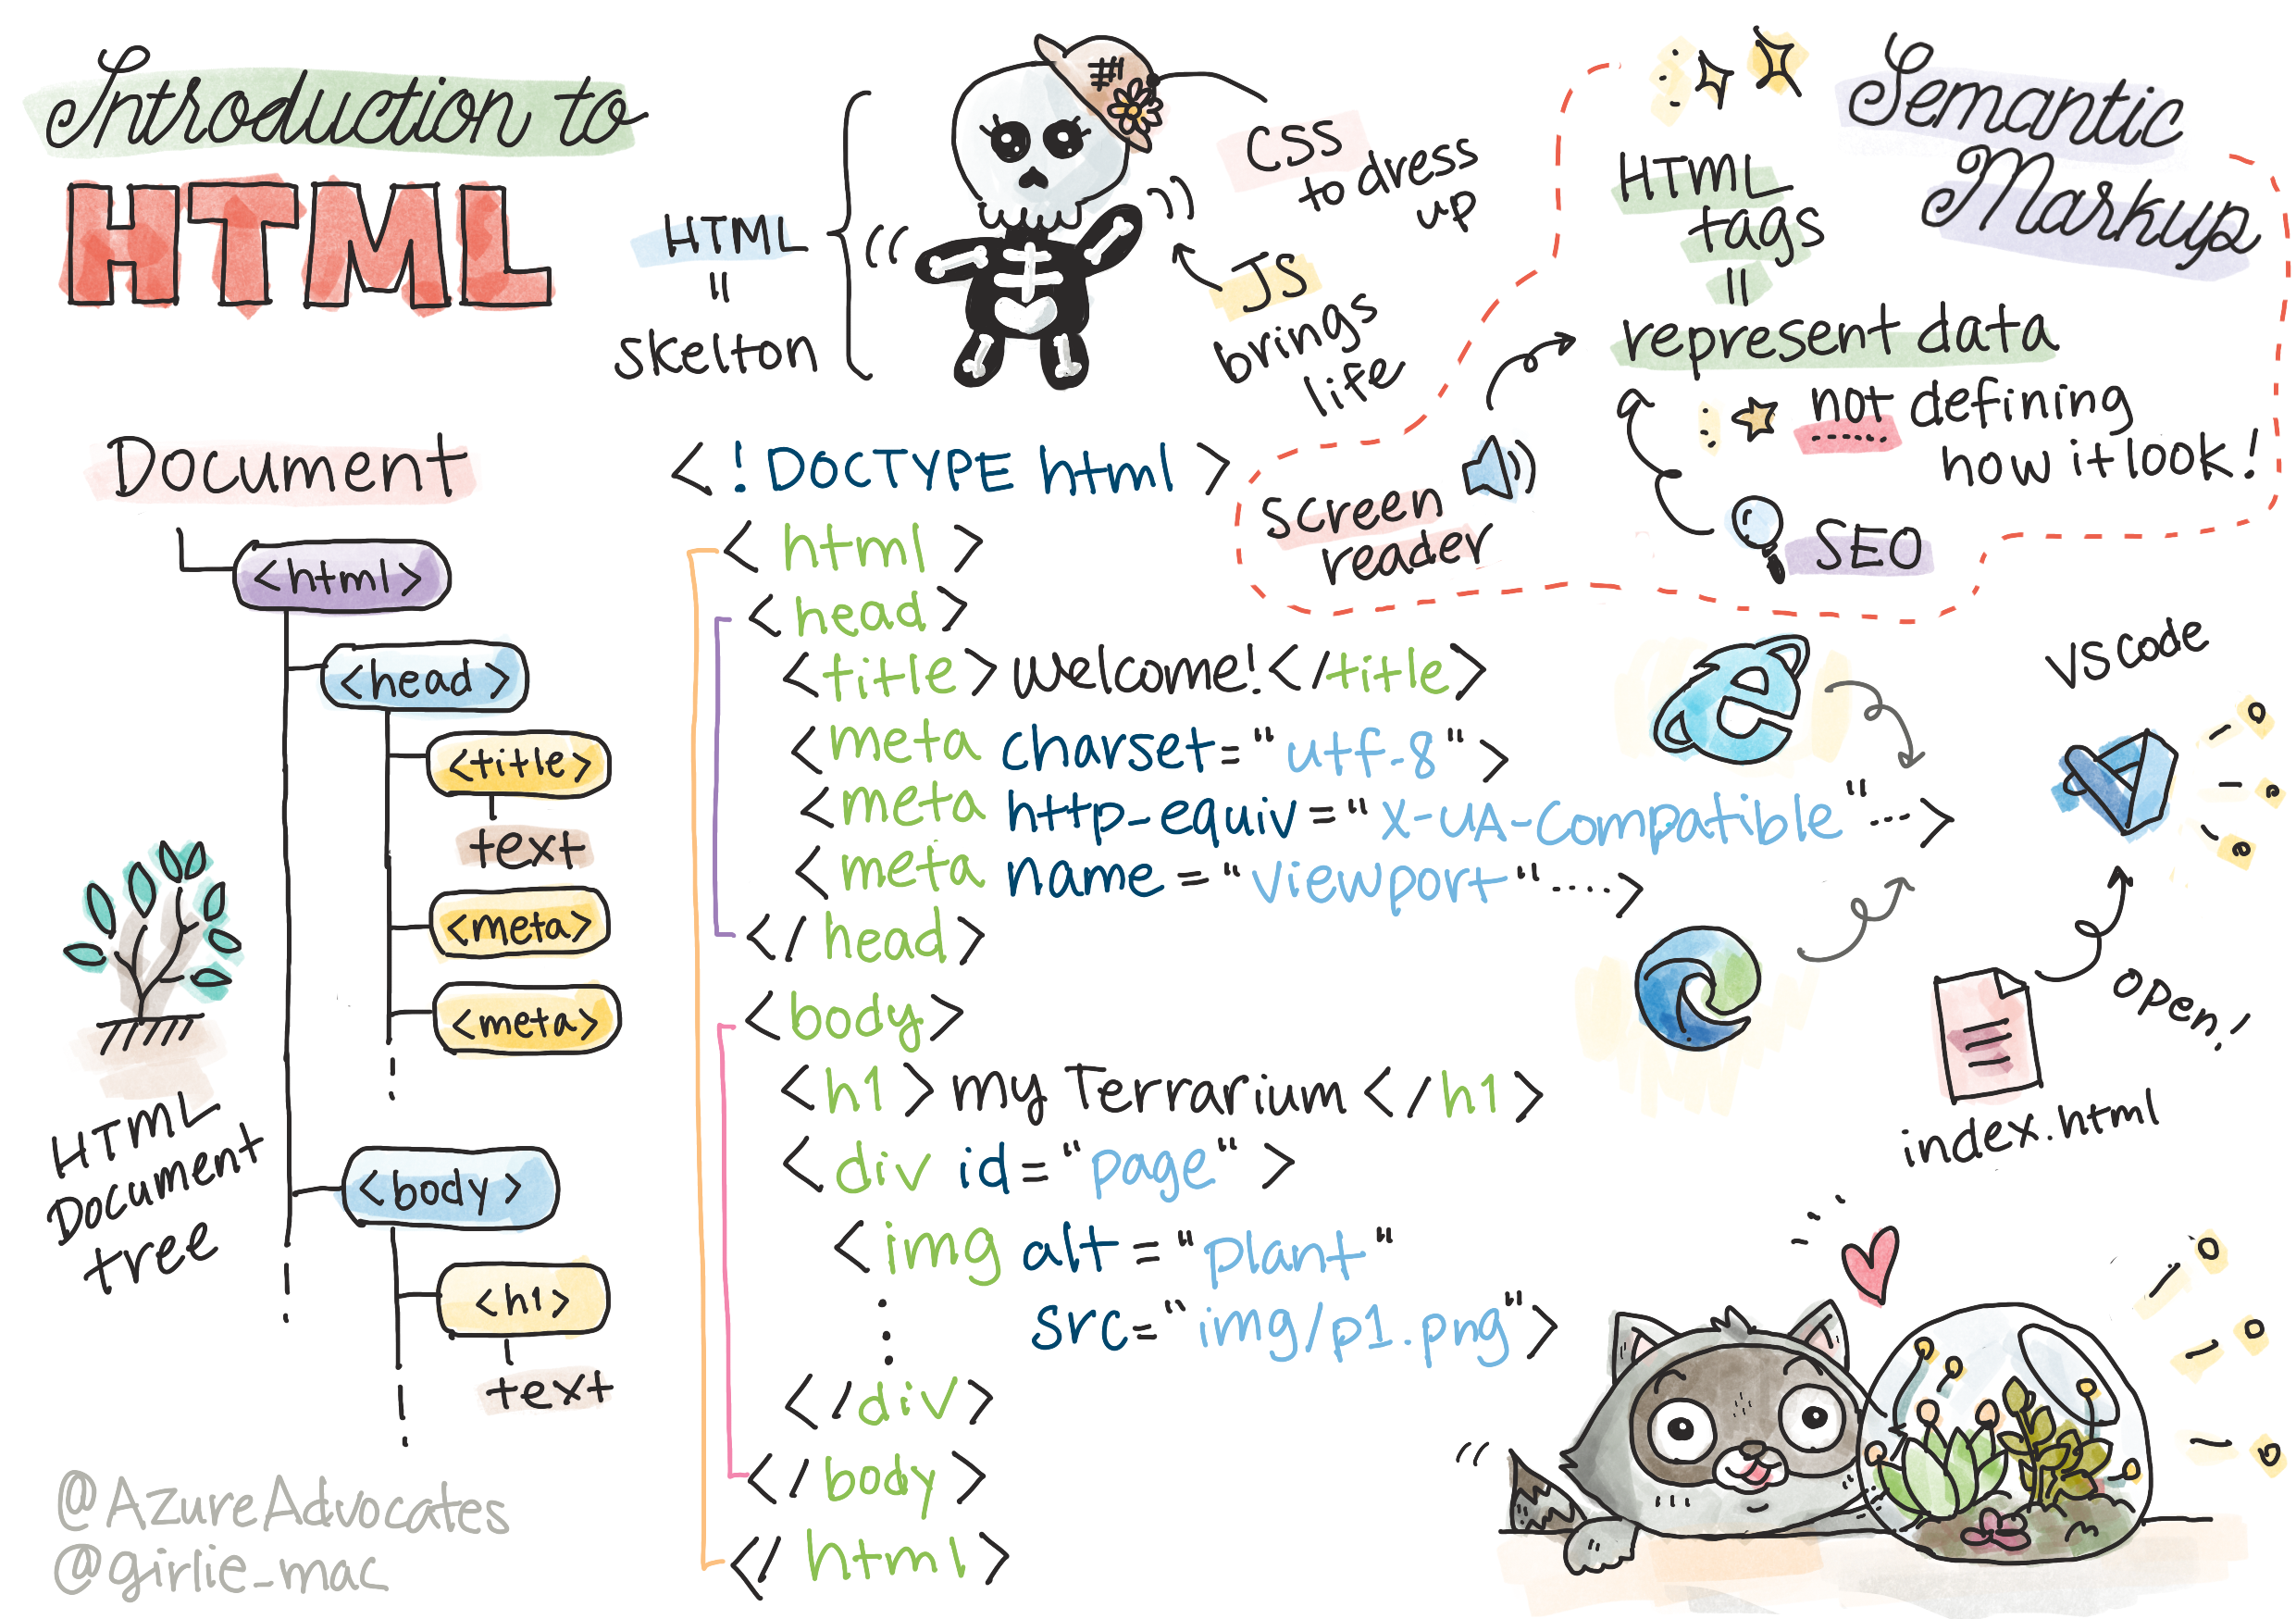 Introduction to
HTML
HTML
=
skelton
CSS
to dress
up
JS
brings
life
Semantic
Markup
HTML
tags
=
represent data
not defining
how it look!
screen
reader
SEO
Document
<html>
<head>
<title>
text
<meta>
<meta>
<body>
<h1>
text
HTML
Document
tree
<!DOCTYPE html>
<html>
<head>
<title>Welcome!</title>
<meta charset="utf-8">
<meta http-equiv="X-UA-Compatible"...>
<meta name="viewport"....>
</head>
<body>
<h1>my Terrarium</h1>
<div id="page">
<img alt="plant"
src="img/p1.png">
</div>
</body>
</html>
VSCode
open!
index.html
@AzureAdvocates
@girlie_mac